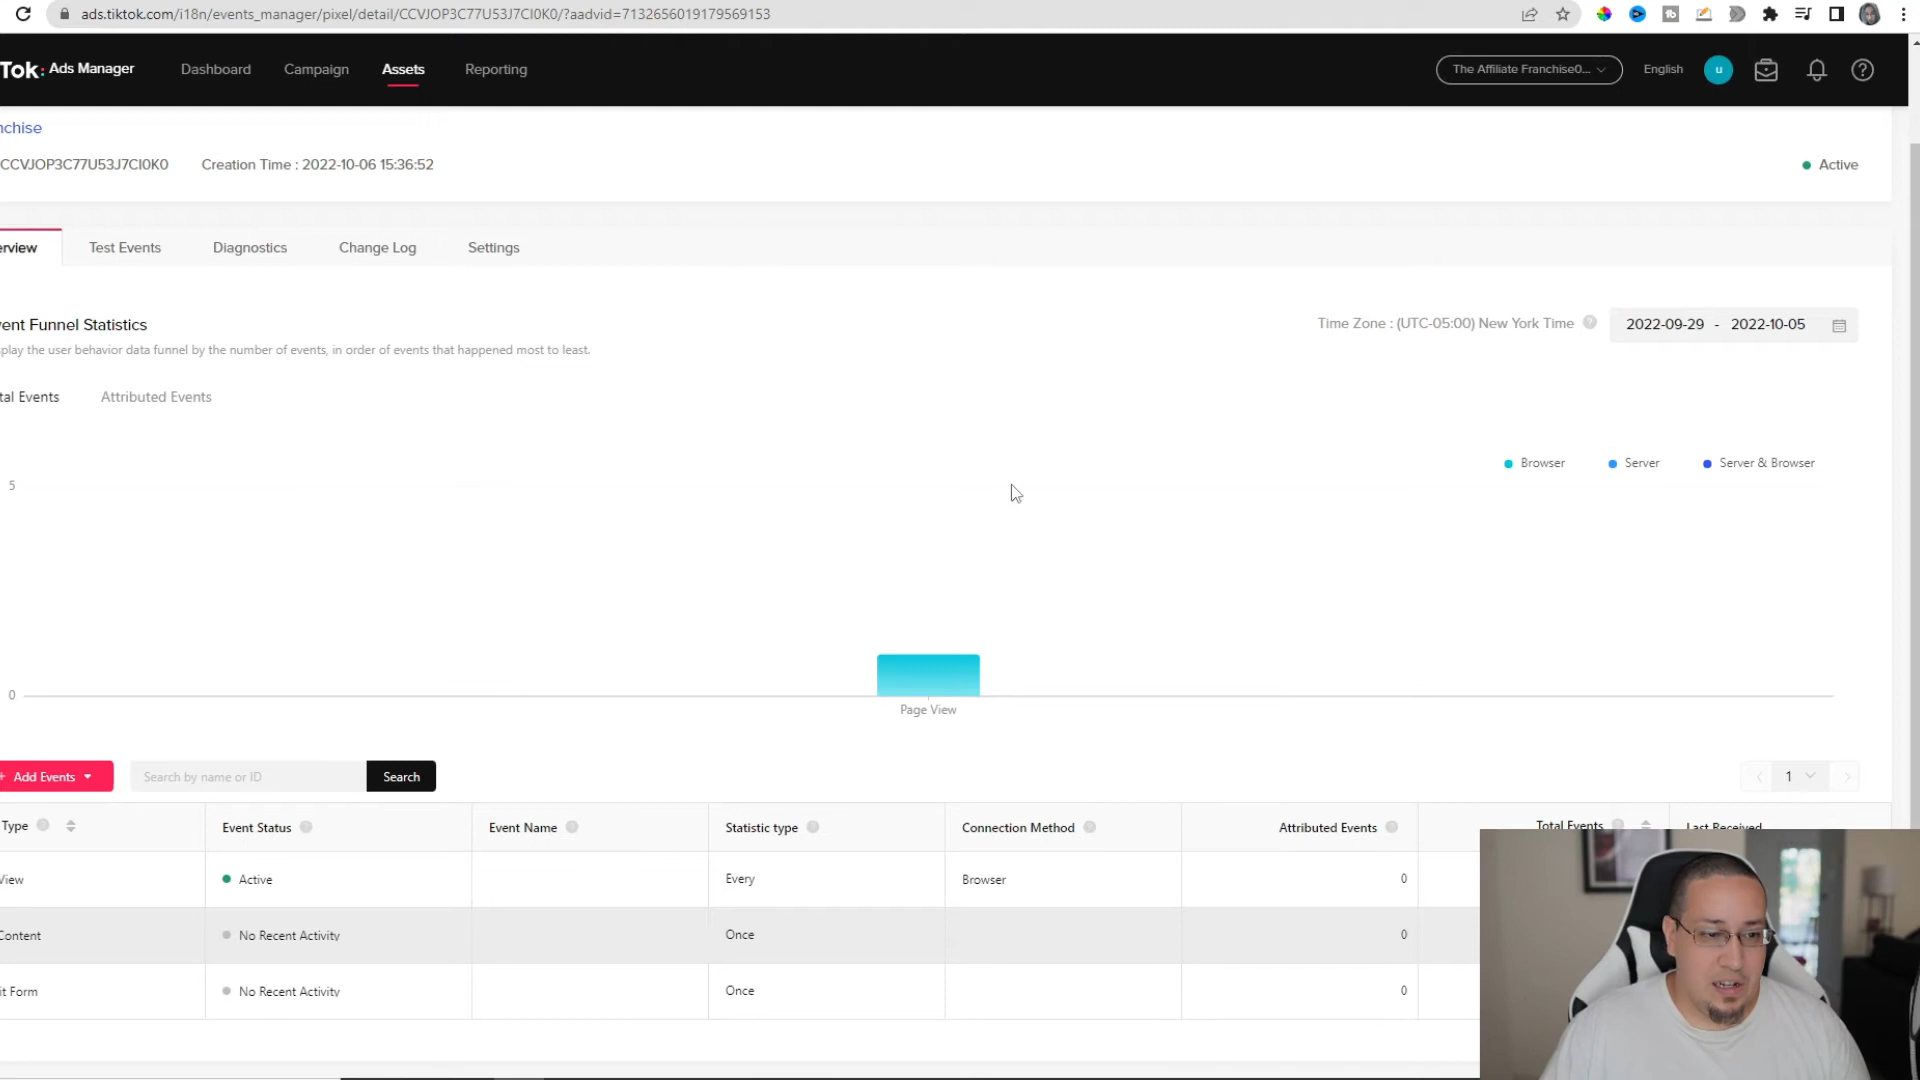 ads.tiktok.com/i18n/events_manager/pixel/detail/CCVJOP3C77U53J7CI0K0/?aadvid=7132656019179569153
Tok: Ads Manager
Dashboard
Campaign
Assets
Reporting
The Affiliate Franchise0...
English
u
nchise
CCVJOP3C77U53J7CI0K0
Creation Time : 2022-10-06 15:36:52
Active
erview
Test Events
Diagnostics
Change Log
Settings
vent Funnel Statistics
Time Zone : (UTC-05:00) New York Time
2022-09-29 - 2022-10-05
splay the user behavior data funnel by the number of events, in order of events that happened most to least.
tal Events
Attributed Events
Browser
Server
Server & Browser
5
0
Page View
+ Add Events
Search by name or ID
Search
1
Type
Event Status
Event Name
Statistic type
Connection Method
Attributed Events
Total Events
Last Received
View
Active
Every
Browser
0
Content
No Recent Activity
Once
0
it Form
No Recent Activity
Once
0